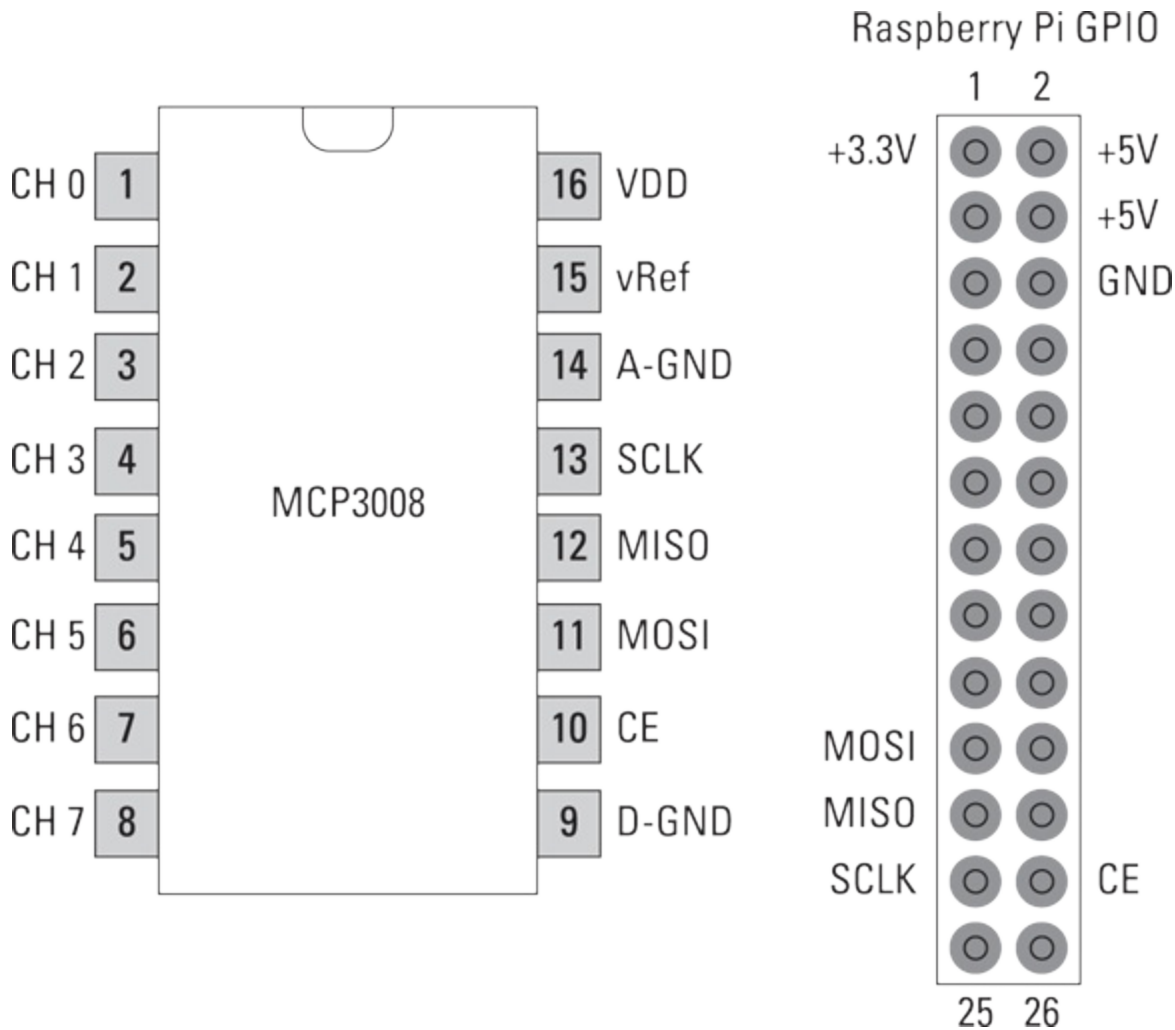 Raspberry Pi GPIO
1 2
+3.3V +5V
+5V
GND
MOSI
MISO
SCLK CE
25 26
CH 0 1 16 VDD
CH 1 2 15 vRef
CH 2 3 14 A-GND
CH 3 4 13 SCLK
MCP3008
CH 4 5 12 MISO
CH 5 6 11 MOSI
CH 6 7 10 CE
CH 7 8 9 D-GND